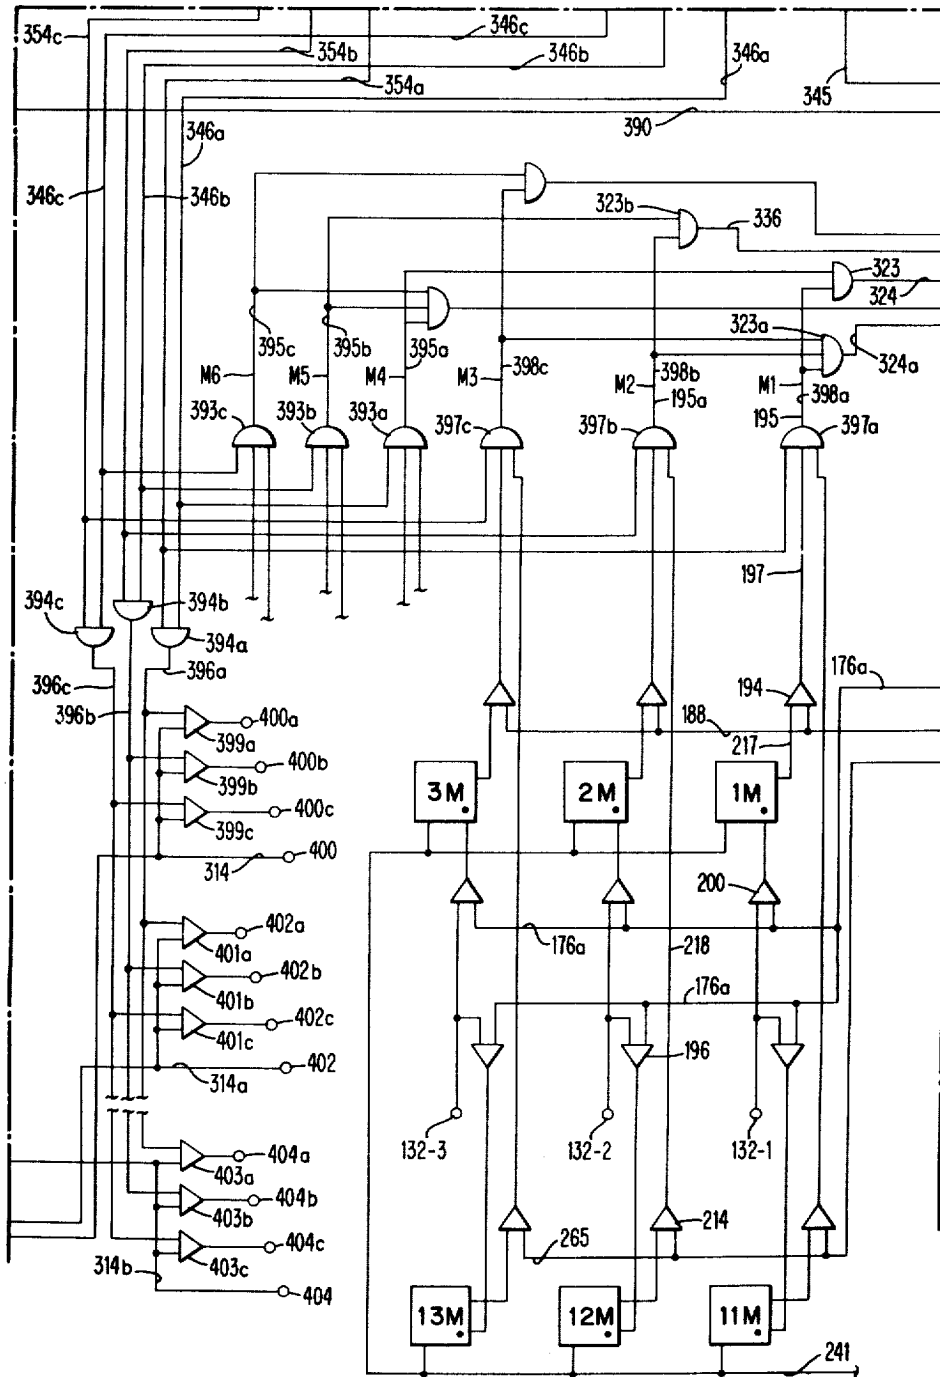 354c
346c
354b
346b
346a
354a
345
390
346a
346c
346b
323b
336
323
324
323a
324a
395c
395b
395a
398c
398b
398a
M6
M5
M4
M3
M2
M1
195a
195
393c
393b
393a
397c
397b
397a
197
394c
394b
394a
396a
396c
176a
194
396b
400a
188
217
399a
400b
399b
3M
2M
1M
400c
399c
314
400
200
402a
401a
176a
218
402b
401b
176a
402c
401c
196
314a
402
132-3
132-2
132-1
404a
403a
404b
403b
214
265
404c
403c
314b
404
13M
12M
11M
241